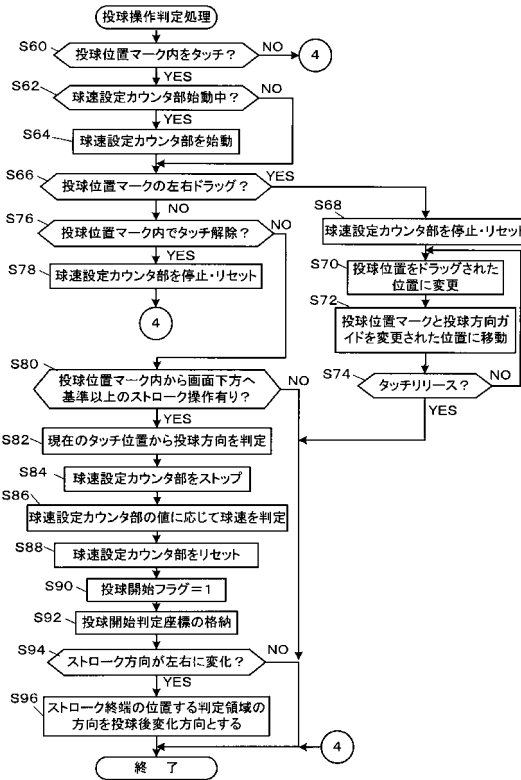 投球操作判定処理
S60
投球位置マーク内をタッチ?
NO
4
YES
S62
球速設定カウンタ部始動中?
NO
YES
S64
球速設定カウンタ部を始動
S66
投球位置マークの左右ドラッグ?
YES
NO
S68
球速設定カウンタ部を停止・リセット
S70
投球位置をドラッグされた
位置に変更
S72
投球位置マークと投球方向ガ
イドを変更された位置に移動
S74
タッチリリース?
NO
YES
S76
投球位置マーク内でタッチ解除?
NO
YES
S78
球速設定カウンタ部を停止・リセット
4
S80
投球位置マーク内から画面下方へ
基準以上のストローク操作有り?
NO
YES
S82
現在のタッチ位置から投球方向を判定
S84
球速設定カウンタ部をストップ
S86
球速設定カウンタ部の値に応じて球速を判定
S88
球速設定カウンタ部をリセット
S90
投球開始フラグ=1
S92
投球開始判定座標の格納
S94
ストローク方向が左右に変化?
NO
YES
S96
ストローク終端の位置する判定領域の
方向を投球後変化方向とする
4
終 了